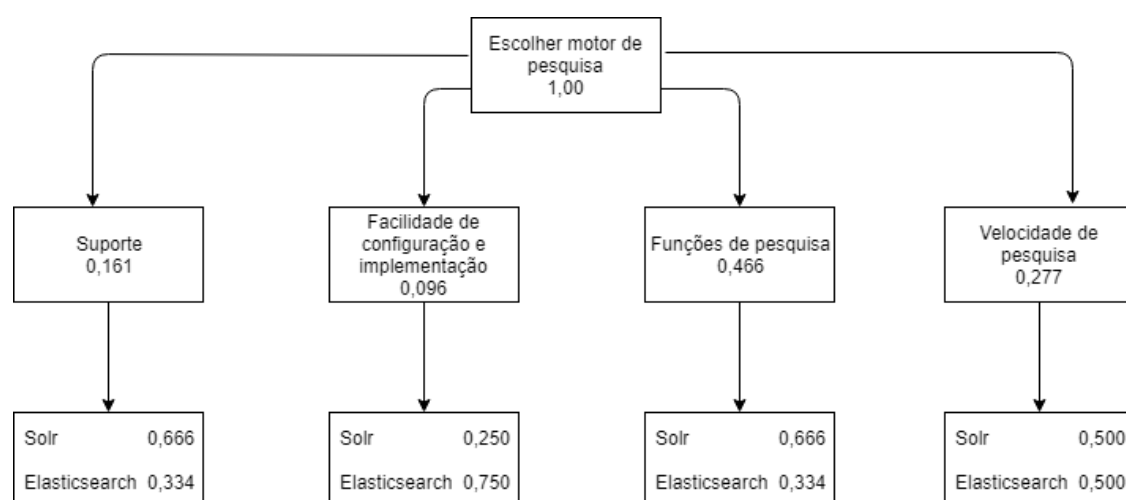 Escolher motor de
pesquisa
1,00
Suporte
0,161
Facilidade de
configuração e
implementação
0,096
Funções de pesquisa
0,466
Velocidade de
pesquisa
0,277
Solr 0,666
Elasticsearch 0,334
Solr 0,250
Elasticsearch 0,750
Solr 0,666
Elasticsearch 0,334
Solr 0,500
Elasticsearch 0,500